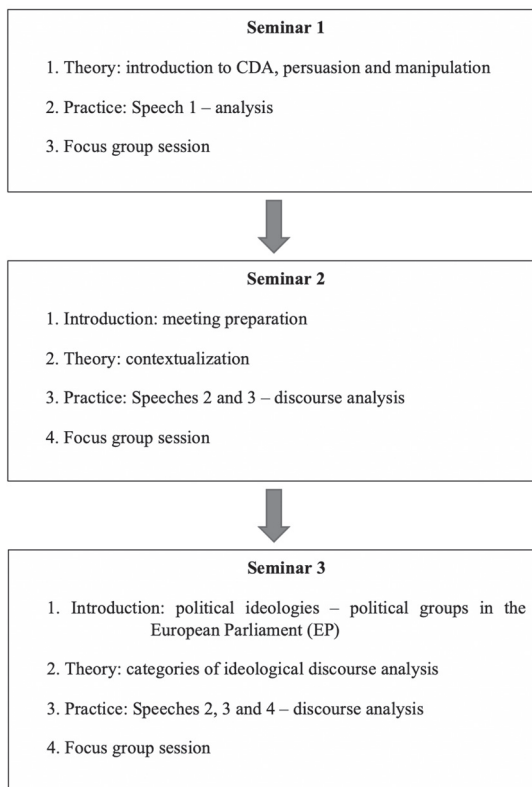 Seminar 1
1. Theory: introduction to CDA, persuasion and manipulation
2. Practice: Speech 1 – analysis
3. Focus group session
Seminar 2
1. Introduction: meeting preparation
2. Theory: contextualization
3. Practice: Speeches 2 and 3 – discourse analysis
4. Focus group session
Seminar 3
1. Introduction: political ideologies – political groups in the
European Parliament (EP)
2. Theory: categories of ideological discourse analysis
3. Practice: Speeches 2, 3 and 4 – discourse analysis
4. Focus group session